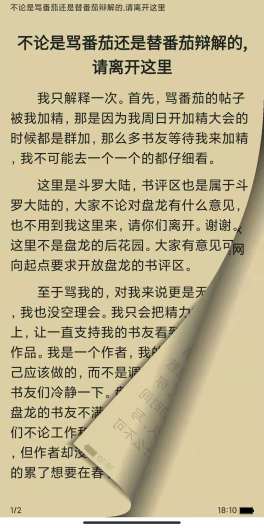 不论是骂番茄还是替番茄辩解的,请离开这里
不论是骂番茄还是替番茄辩解的,
请离开这里
我只解释一次。首先，骂番茄的帖子
被我加精，那是因为我周日开加精大会的
时候都是群加，那么多书友等待我来加精
，我不可能去一个一个的都仔细看。
这里是斗罗大陆，书评区也是属于斗
罗大陆的，大家不论对盘龙有什么意见，
也不用到我这里来，请你们离开。谢谢。
这里不是盘龙的后花园。大家有意见可
向起点要求开放盘龙的书评区。
网
至于骂我的，对我来说更是无
，我也没空理会。我只会把精力
上，让一直支持我的书友看
作品。我是一个作者，我的
己应该做的，而不是
书友们冷静一下。
盘龙的书友不满
们不论工作
，但作者却
的累了想要在春
1/2
18:10